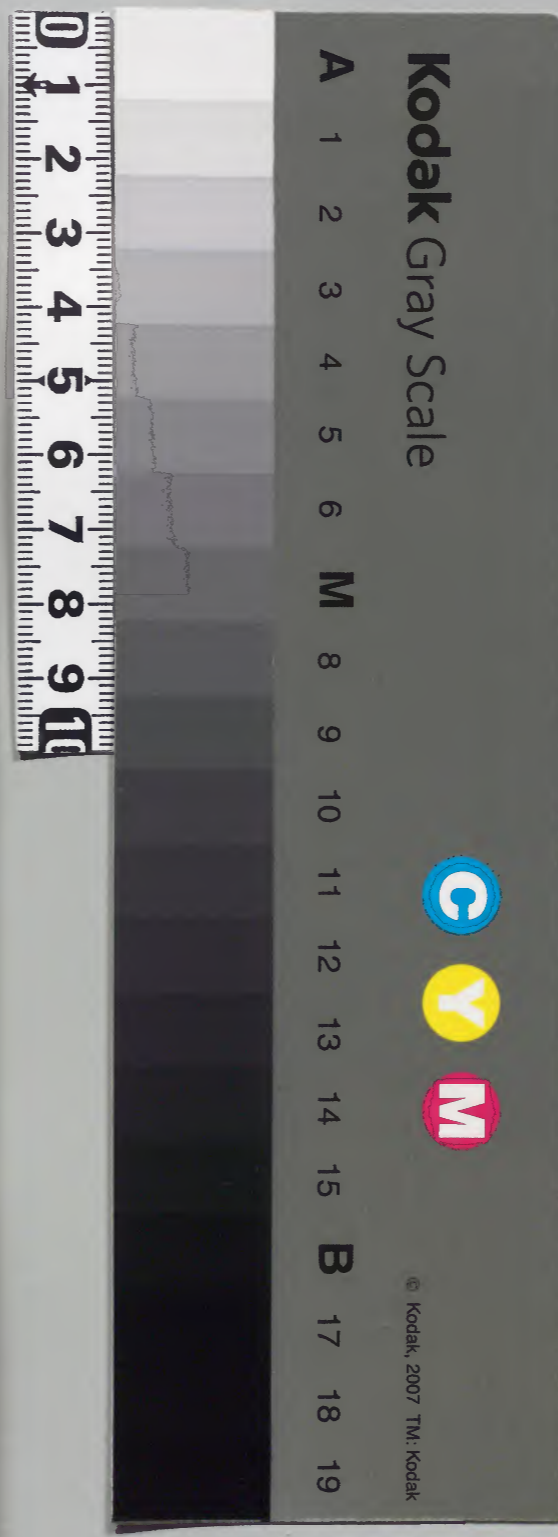 Kodak Gray Scale
C Y M
© Kodak, 2007 TM: Kodak
A 1 2 3 4 5 6 M 8 9 10 11 12 13 14 15 B 17 18 19
0 1 2 3 4 5 6 7 8 9 10